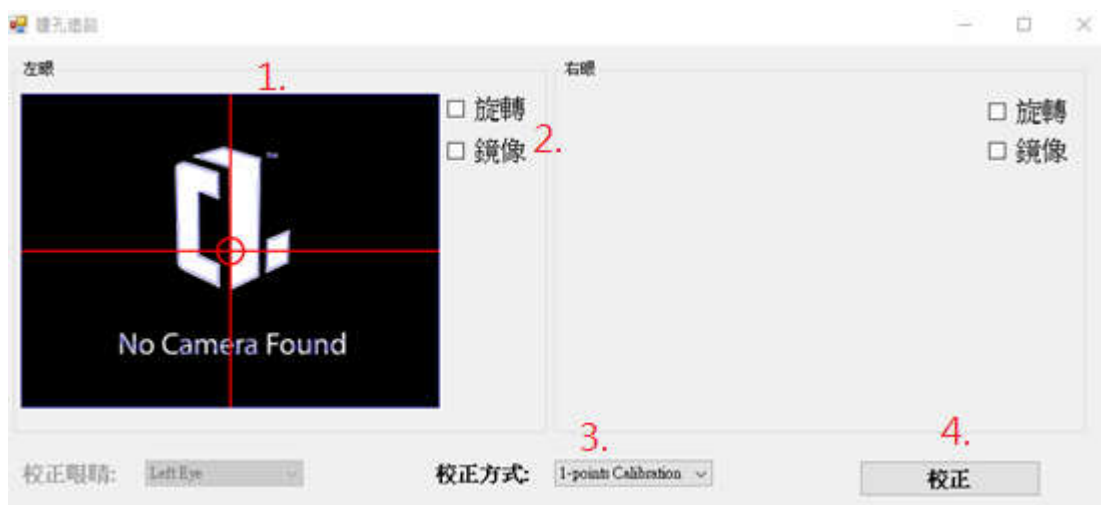 瞳孔追蹤
左眼
1.
右眼
旋轉
旋轉
鏡像
2.
鏡像
TM
No Camera Found
3.
4.
校正眼睛:
Left Eye
校正方式:
1-points Calibration
校正